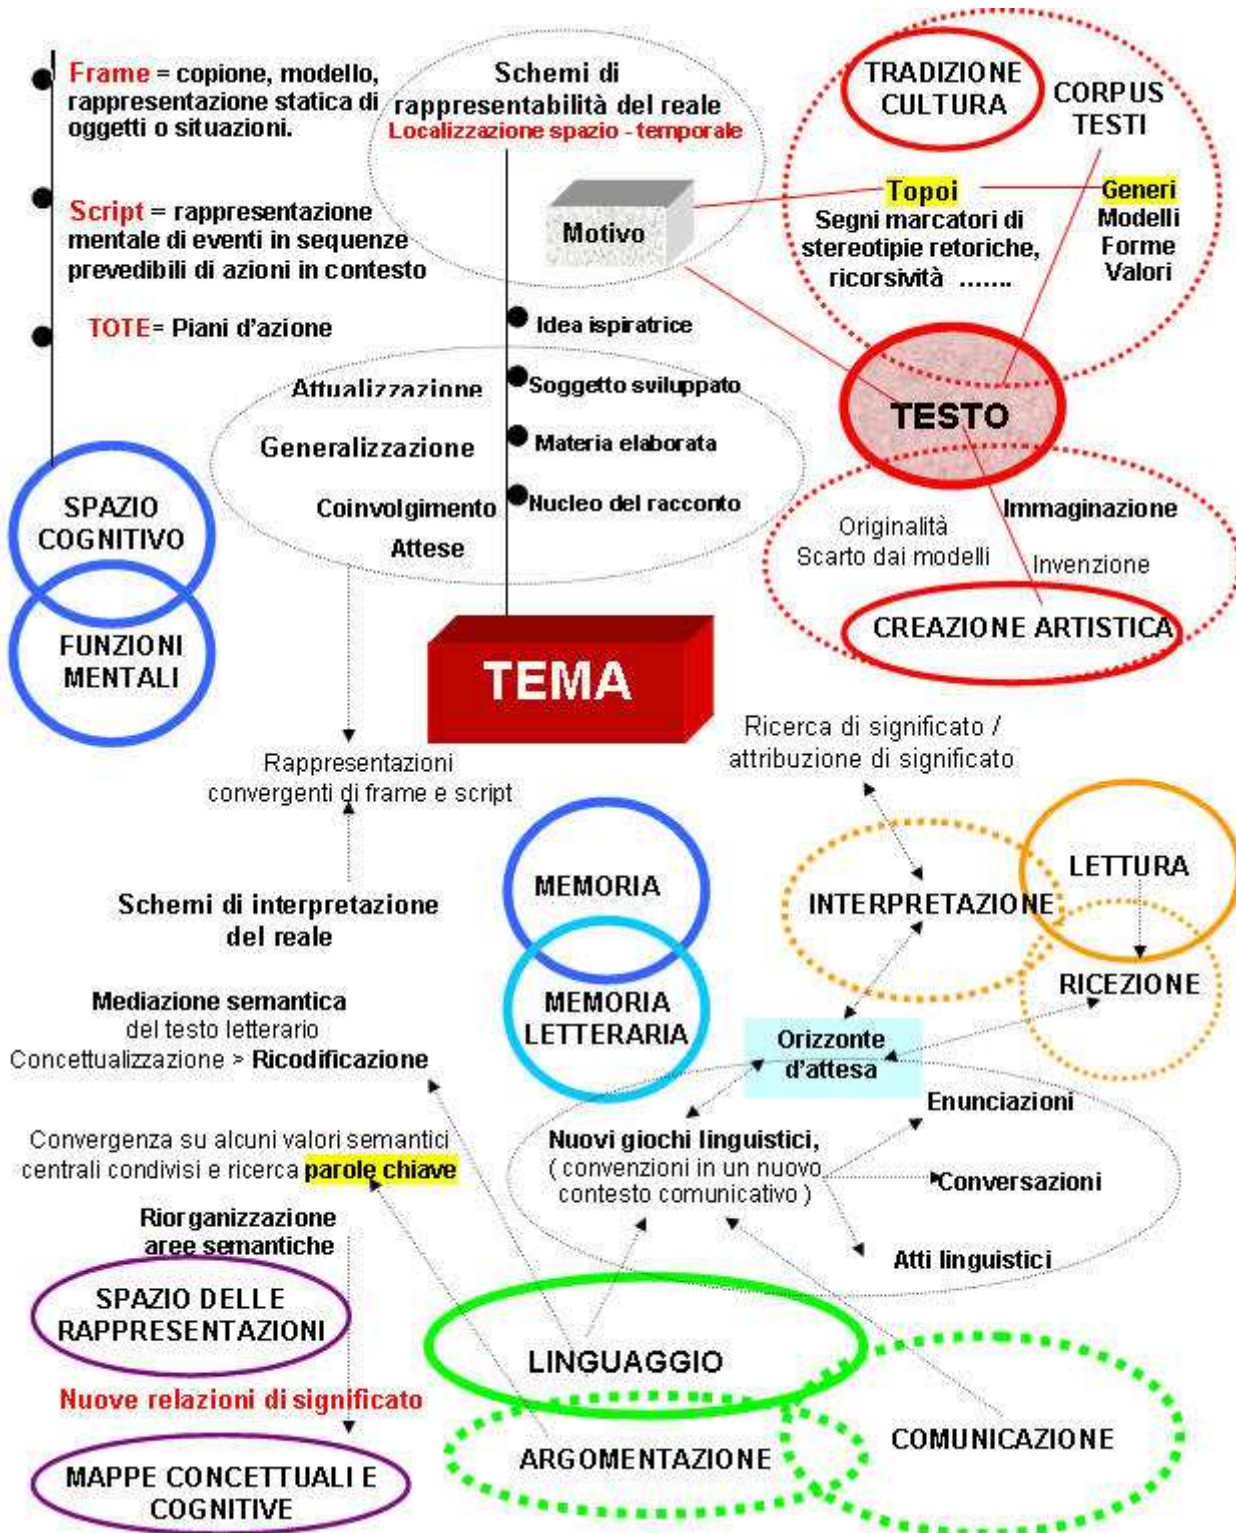 Frame = copione, modello,
rappresentazione statica di
oggetti o situazioni.
Script = rappresentazione
mentale di eventi in sequenze
prevedibili di azioni in contesto
TOTE= Piani d'azione
SPAZIO
COGNITIVO
FUNZIONI
MENTALI
Schemi di
rappresentabilità del reale
Localizzazione spazio - temporale
Motivo
Idea ispiratrice
Attualizzazione
Soggetto sviluppato
Generalizzazione
Materia elaborata
Coinvolgimento
Nucleo del racconto
Attese
TEMA
TRADIZIONE
CULTURA
CORPUS
TESTI
Topoi
Segni marcatori di
stereotipie retoriche,
ricorsività .......
Generi
Modelli
Forme
Valori
TESTO
Immaginazione
Originalità
Scarto dai modelli
Invenzione
CREAZIONE ARTISTICA
Rappresentazioni
convergenti di frame e script
Schemi di interpretazione
del reale
Mediazione semantica
del testo letterario
Concettualizzazione > Ricodificazione
Convergenza su alcuni valori semantici
centrali condivisi e ricerca parole chiave
Riorganizzazione
aree semantiche
SPAZIO DELLE
RAPPRESENTAZIONI
Nuove relazioni di significato
MAPPE CONCETTUALI E
COGNITIVE
MEMORIA
MEMORIA
LETTERARIA
Ricerca di significato /
attribuzione di significato
INTERPRETAZIONE
LETTURA
RICEZIONE
Orizzonte
d'attesa
Nuovi giochi linguistici,
( convenzioni in un nuovo
contesto comunicativo )
Enunciazioni
Conversazioni
Atti linguistici
LINGUAGGIO
ARGOMENTAZIONE
COMUNICAZIONE